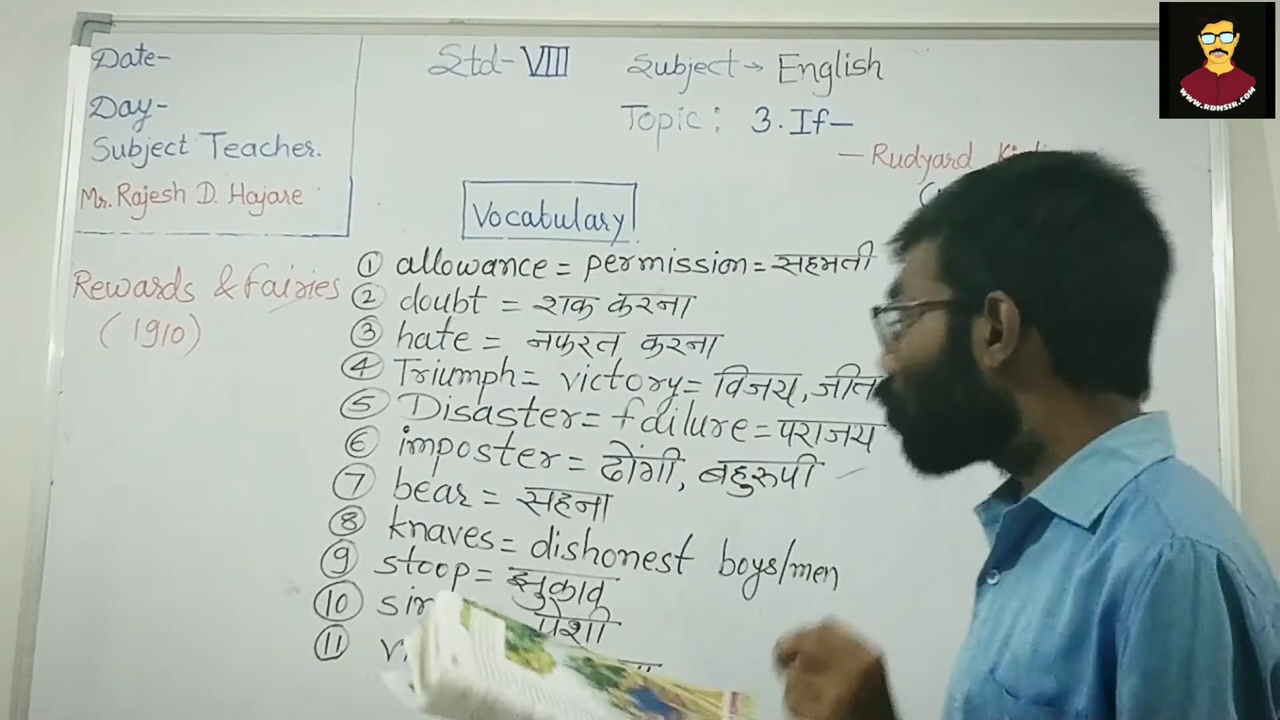 Date-
Day-
Subject Teacher.
Mr. Rajesh D. Hajare
Std-VIII Subject → English
Topic : 3. If-
- Rudyard
Vocabulary
Rewards & Fairies
(1910)
① allowance = permission = सहमती
② doubt = शक करना
③ hate = नफरत करना
④ Triumph = victory = विजय, जीत
⑤ Disaster = failure = पराजय
⑥ imposter = ढोंगी, बहुरुपी
⑦ bear = सहना
⑧ knaves = dishonest boys/men
⑨ stoop = झुकाव
⑩ पेशी
⑪
WWW.RDHSIR.COM